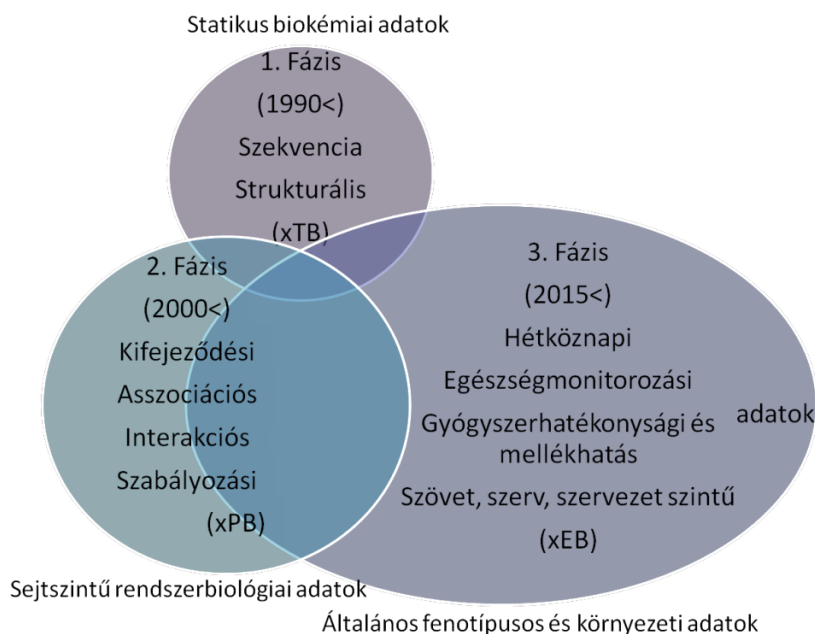 Statikus biokémiai adatok
1. Fázis
(1990<)
Szekvencia
Strukturális
(xTB)
2. Fázis
(2000<)
Kifejeződési
Asszociációs
Interakciós
Szabályozási
(xPB)
Sejtszintű rendszerbiológiai adatok
3. Fázis
(2015<)
Hétköznapi
Egészségmonitorozási
Gyógyszerhatékonysági és
mellékhatás
adatok
Szövet, szerv, szervezet szintű
(xEB)
Általános fenotípusos és környezeti adatok